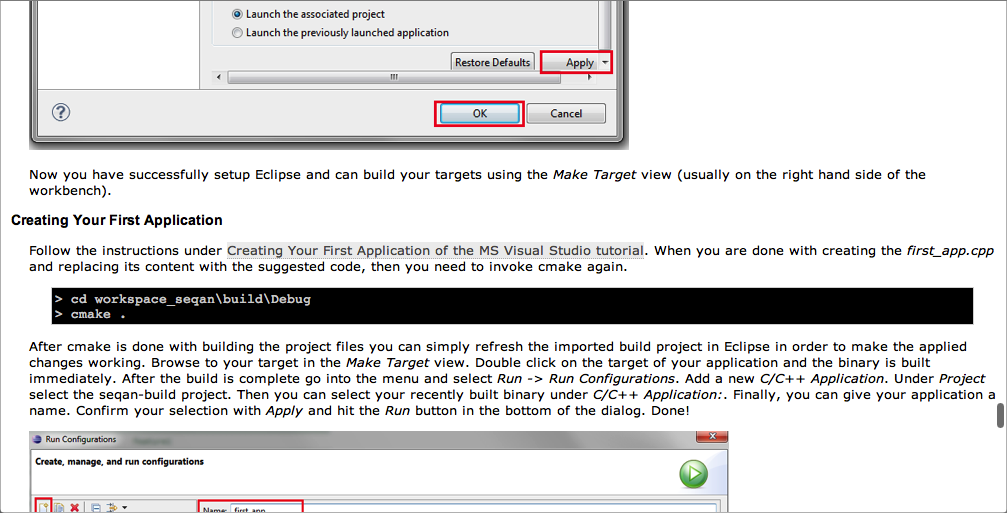 Launch the associated project
Launch the previously launched application
Restore Defaults
Apply
OK
Cancel
Now you have successfully setup Eclipse and can build your targets using the Make Target view (usually on the right hand side of the
workbench).
Creating Your First Application
Follow the instructions under Creating Your First Application of the MS Visual Studio tutorial. When you are done with creating the first_app.cpp
and replacing its content with the suggested code, then you need to invoke cmake again.
> cd workspace_seqan\build\Debug
> cmake .
After cmake is done with building the project files you can simply refresh the imported build project in Eclipse in order to make the applied
changes working. Browse to your target in the Make Target view. Double click on the target of your application and the binary is built
immediately. After the build is complete go into the menu and select Run -> Run Configurations. Add a new C/C++ Application. Under Project
select the seqan-build project. Then you can select your recently built binary under C/C++ Application:. Finally, you can give your application a
name. Confirm your selection with Apply and hit the Run button in the bottom of the dialog. Done!
Run Configurations
Create, manage, and run configurations
Name: first_app